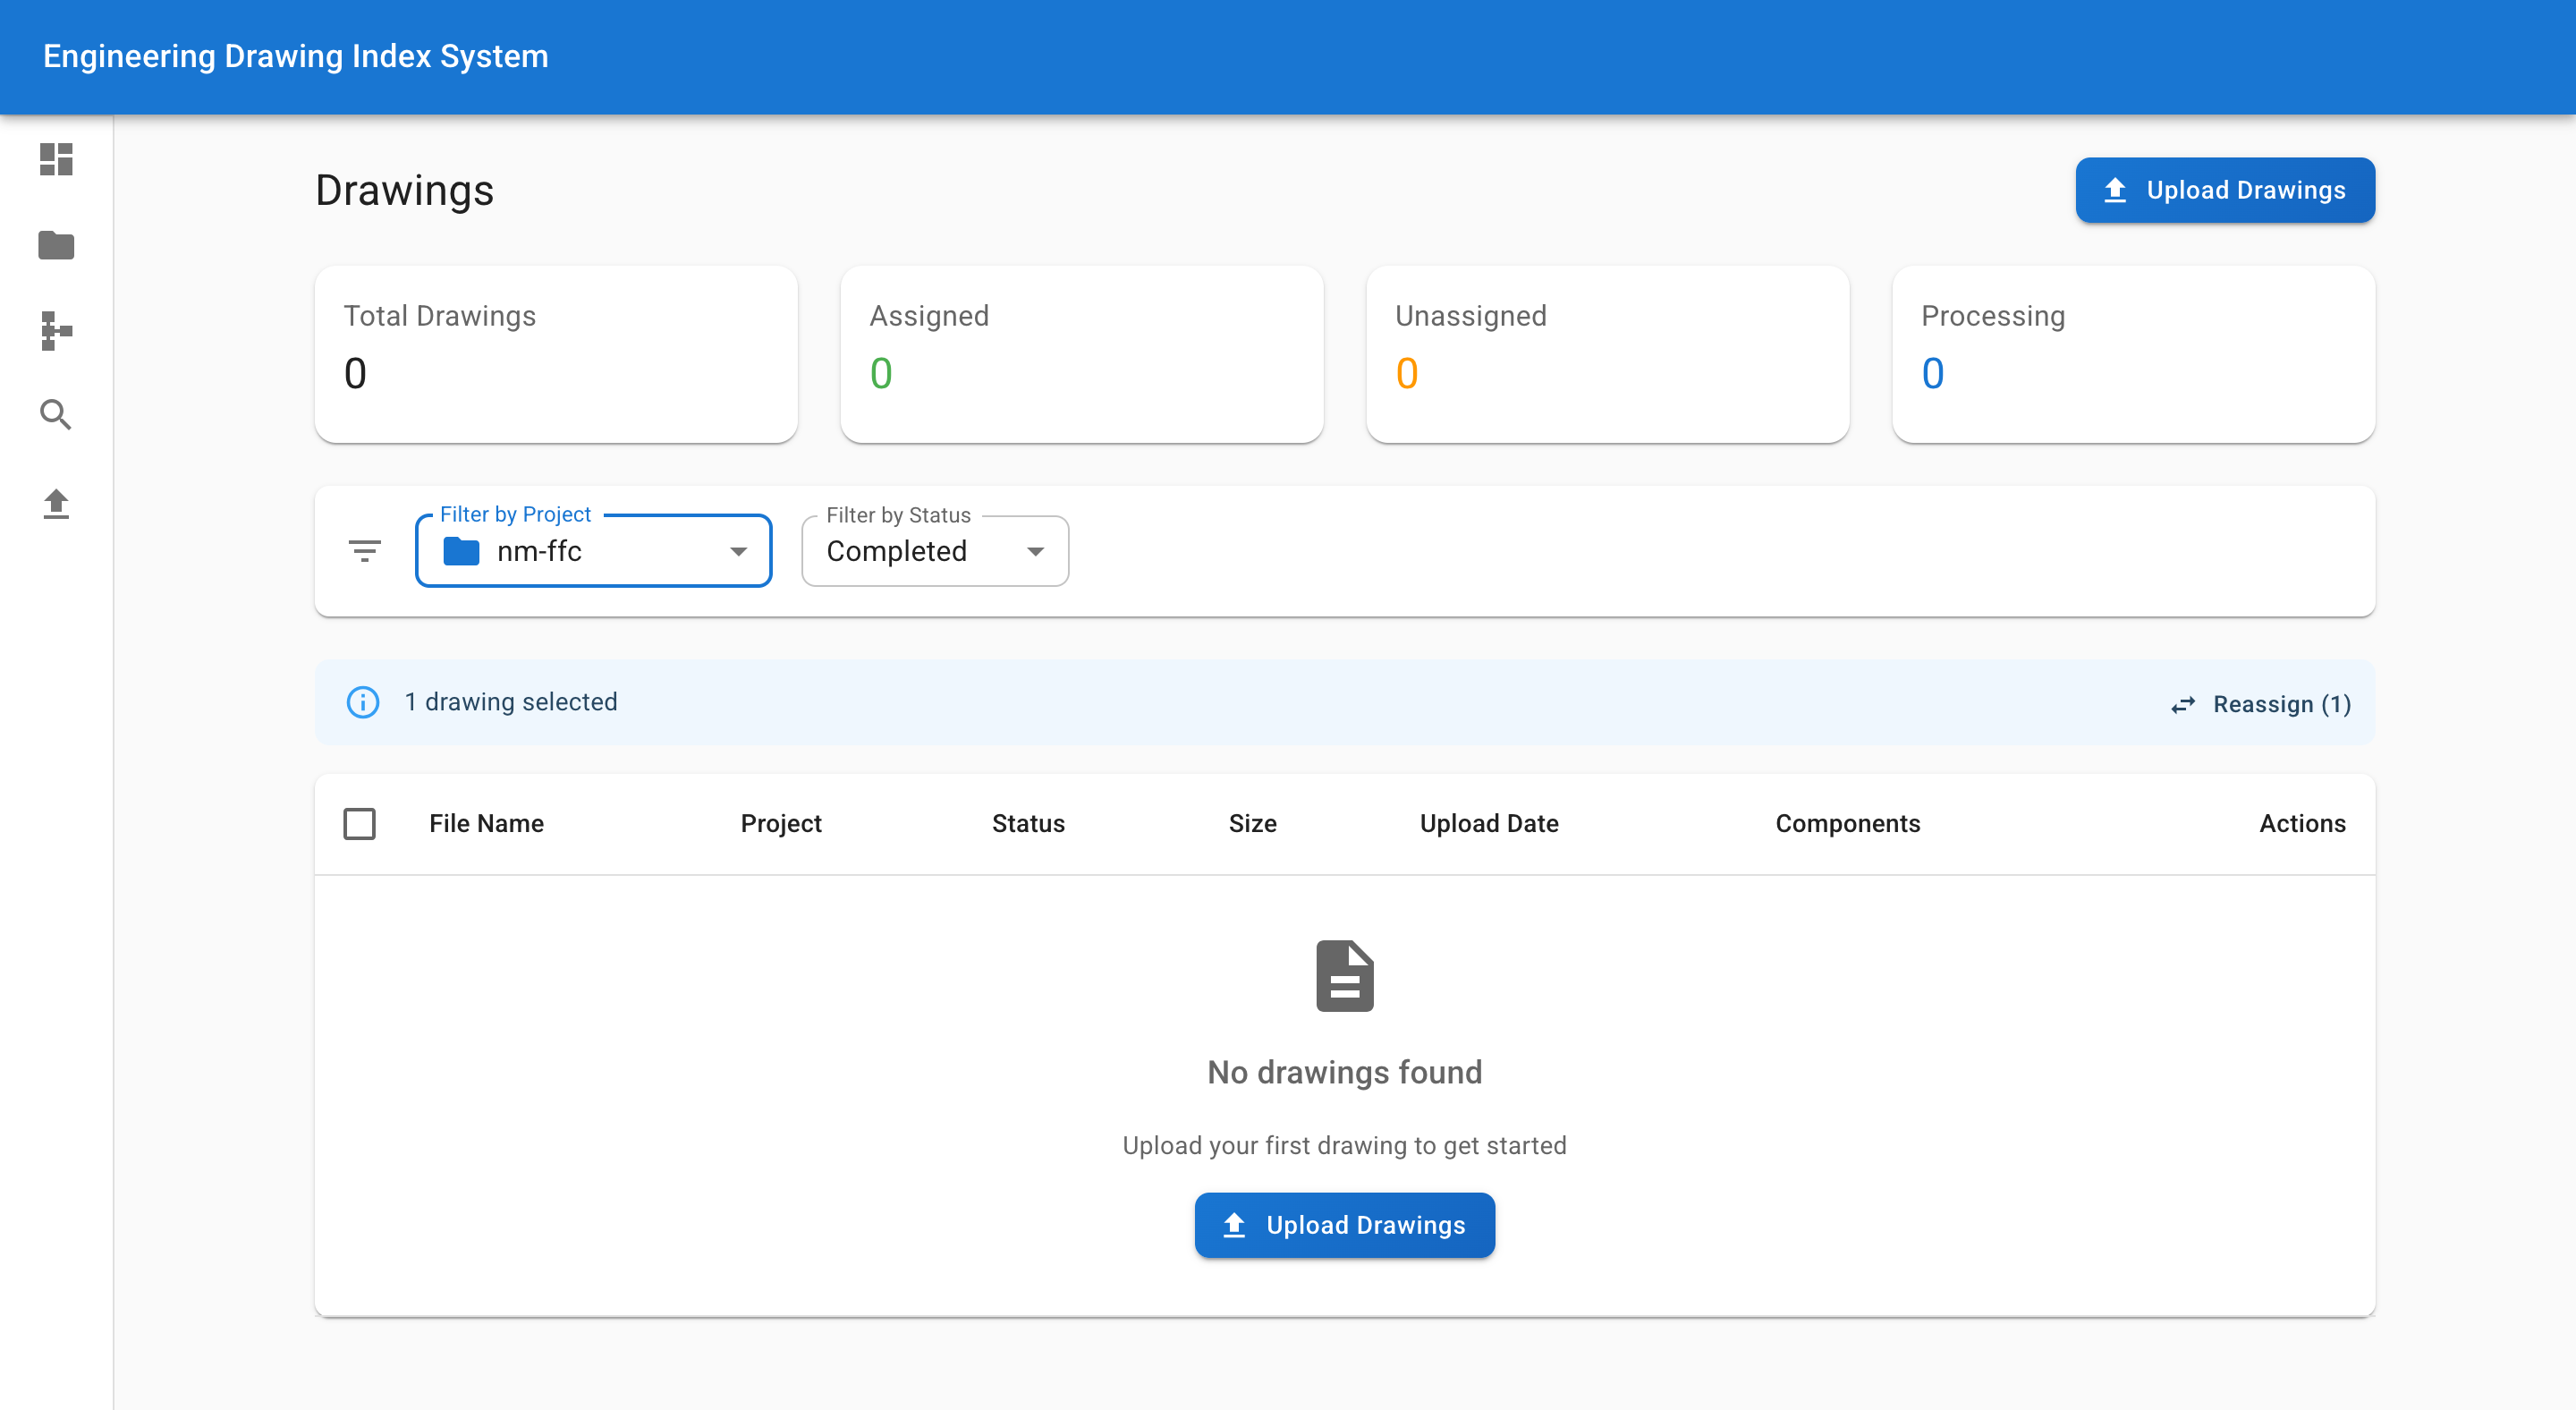 Engineering Drawing Index System
Drawings
Upload Drawings
Total Drawings
0
Assigned
0
Unassigned
0
Processing
0
Filter by Project
nm-ffc
Filter by Status
Completed
1 drawing selected
Reassign (1)
File Name Project Status Size Upload Date Components Actions
No drawings found
Upload your first drawing to get started
Upload Drawings